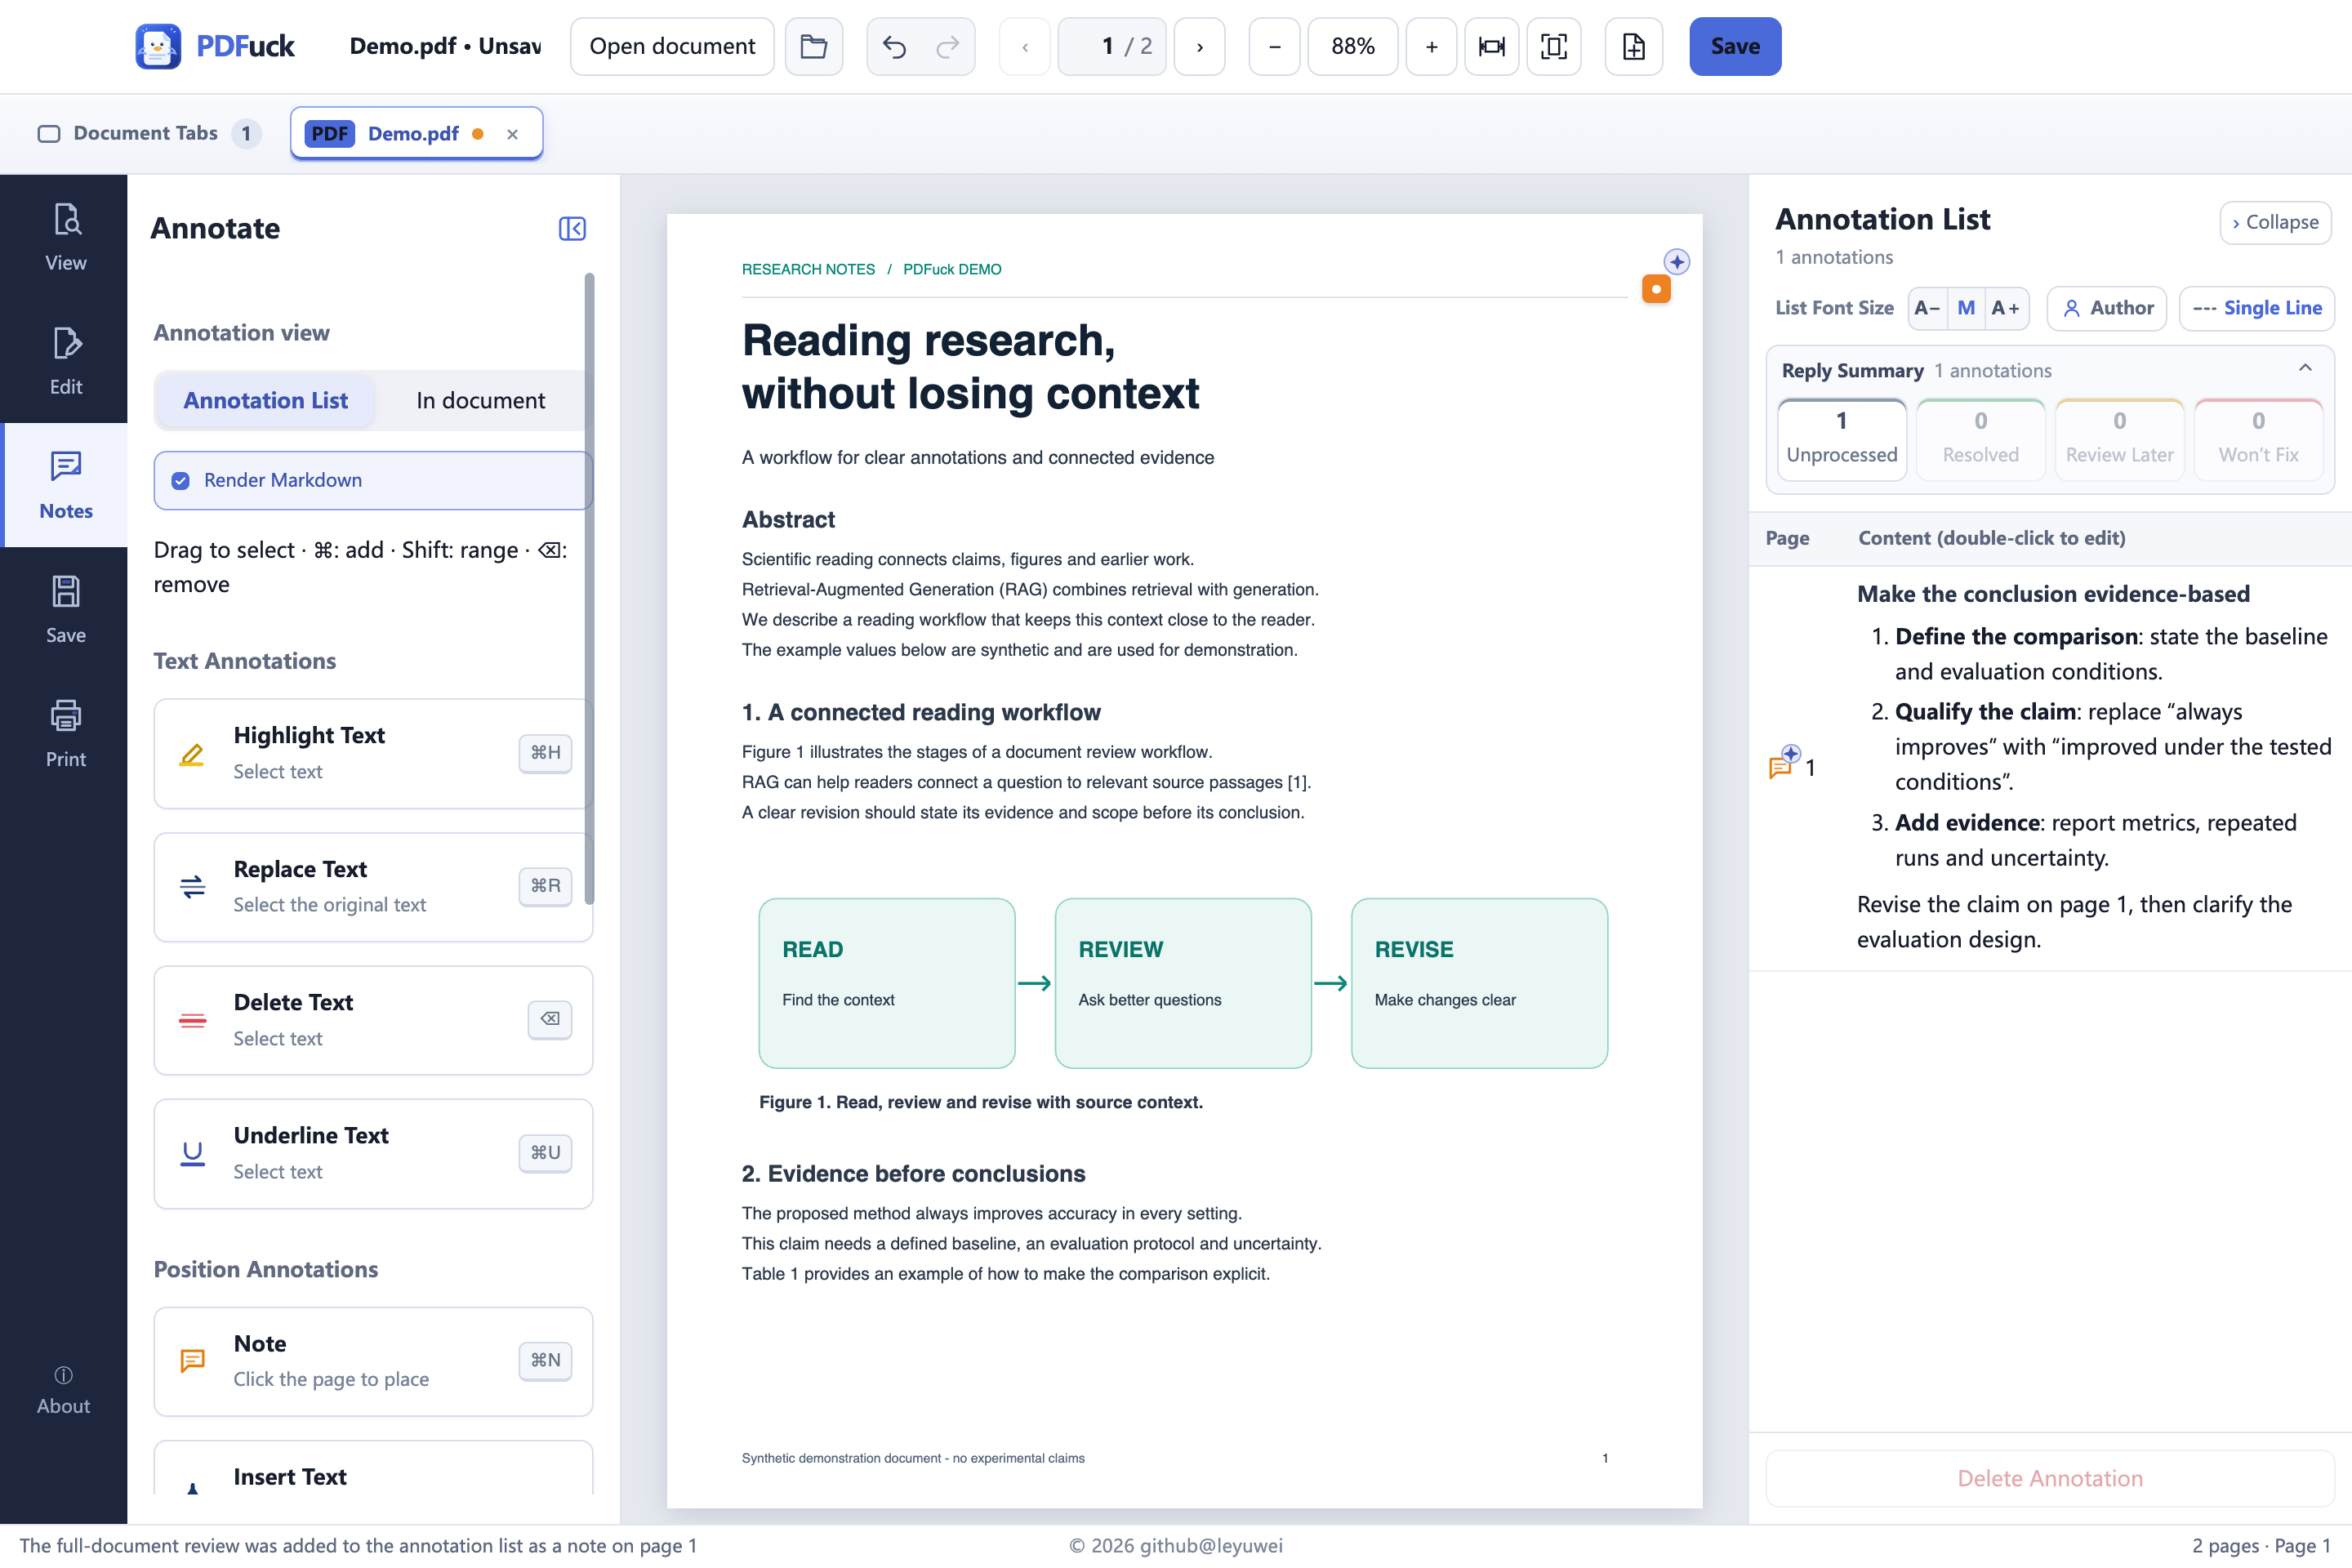 PDFuck
Demo.pdf • Unsav
Open document
1 / 2
88%
Save
Document Tabs 1
PDF Demo.pdf
View
Edit
Notes
Save
Print
About
Annotate
Annotation view
Annotation List In document
Render Markdown
Drag to select · ⌘: add · Shift: range · ⌫:
remove
Text Annotations
Highlight Text
Select text
⌘H
Replace Text
Select the original text
⌘R
Delete Text
Select text
⌫
Underline Text
Select text
⌘U
Position Annotations
Note
Click the page to place
⌘N
Insert Text
RESEARCH NOTES / PDFuck DEMO
Reading research,
without losing context
A workflow for clear annotations and connected evidence
Abstract
Scientific reading connects claims, figures and earlier work.
Retrieval-Augmented Generation (RAG) combines retrieval with generation.
We describe a reading workflow that keeps this context close to the reader.
The example values below are synthetic and are used for demonstration.
1. A connected reading workflow
Figure 1 illustrates the stages of a document review workflow.
RAG can help readers connect a question to relevant source passages [1].
A clear revision should state its evidence and scope before its conclusion.
READ
Find the context
REVIEW
Ask better questions
REVISE
Make changes clear
Figure 1. Read, review and revise with source context.
2. Evidence before conclusions
The proposed method always improves accuracy in every setting.
This claim needs a defined baseline, an evaluation protocol and uncertainty.
Table 1 provides an example of how to make the comparison explicit.
Synthetic demonstration document - no experimental claims 1
Annotation List
› Collapse
1 annotations
List Font Size A− M A+ Author --- Single Line
Reply Summary 1 annotations
1 Unprocessed
0 Resolved
0 Review Later
0 Won’t Fix
Page Content (double-click to edit)
1
Make the conclusion evidence-based
1. Define the comparison: state the baseline
and evaluation conditions.
2. Qualify the claim: replace “always
improves” with “improved under the tested
conditions”.
3. Add evidence: report metrics, repeated
runs and uncertainty.
Revise the claim on page 1, then clarify the
evaluation design.
Delete Annotation
The full-document review was added to the annotation list as a note on page 1
© 2026 github@leyuwei
2 pages · Page 1